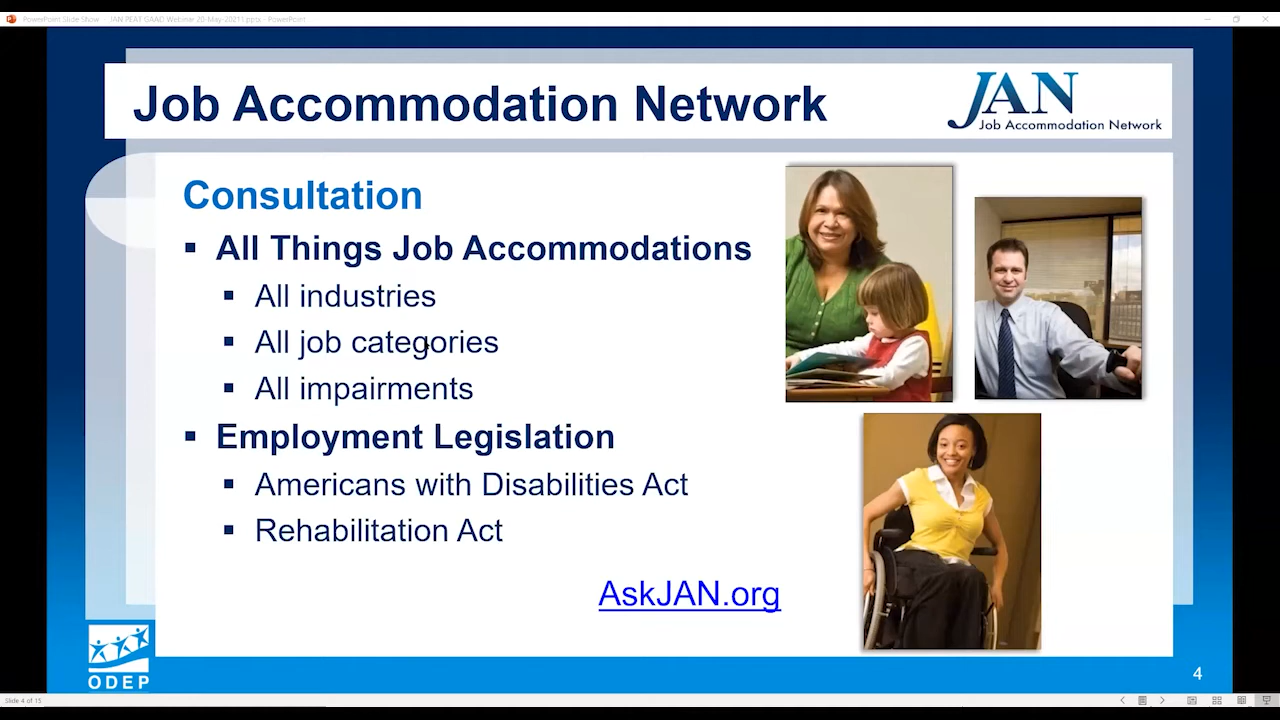 PowerPoint Slide Show - JAN PEAT GAAD Webinar 20-May-20211.pptx - PowerPoint
Job Accommodation Network
JAN
Job Accommodation Network
Consultation
▪ All Things Job Accommodations
▪ All industries
▪ All job categories
▪ All impairments
▪ Employment Legislation
▪ Americans with Disabilities Act
▪ Rehabilitation Act
AskJAN.org
ODEP
4
Slide 4 of 15